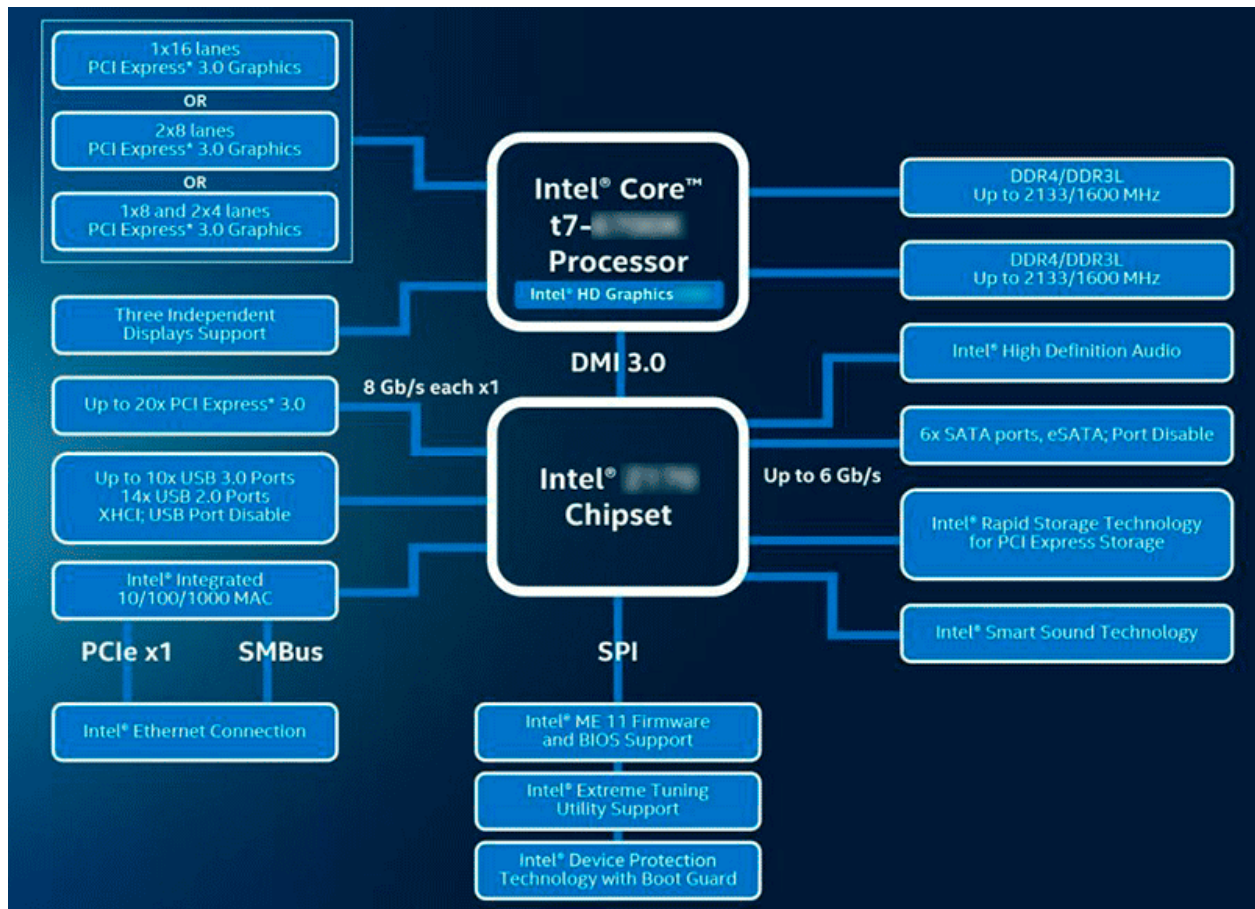 1x16 lanes
PCI Express* 3.0 Graphics
OR
2x8 lanes
PCI Express* 3.0 Graphics
OR
1x8 and 2x4 lanes
PCI Express* 3.0 Graphics
Three Independent
Displays Support
Up to 20x PCI Express* 3.0
8 Gb/s each x1
Up to 10x USB 3.0 Ports
14x USB 2.0 Ports
XHCI; USB Port Disable
Intel® Integrated
10/100/1000 MAC
PCIe x1
SMBus
Intel® Ethernet Connection
Intel® Core™
t7-
Processor
Intel® HD Graphics
DMI 3.0
Intel®
Chipset
SPI
Intel® ME 11 Firmware
and BIOS Support
Intel® Extreme Tuning
Utility Support
Intel® Device Protection
Technology with Boot Guard
DDR4/DDR3L
Up to 2133/1600 MHz
DDR4/DDR3L
Up to 2133/1600 MHz
Intel® High Definition Audio
6x SATA ports, eSATA; Port Disable
Up to 6 Gb/s
Intel® Rapid Storage Technology
for PCI Express Storage
Intel® Smart Sound Technology